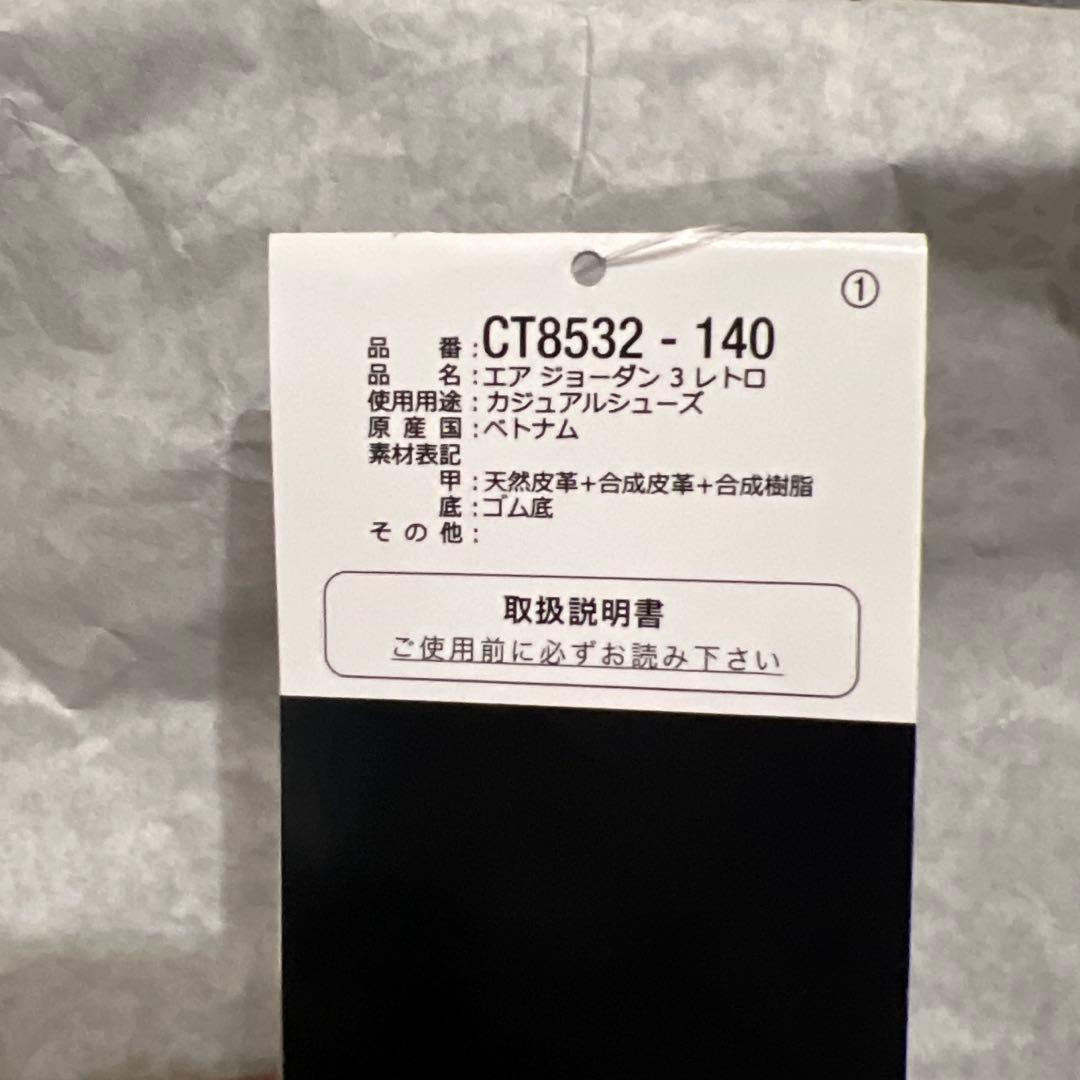 ①
品番:CT8532 - 140
品名:エア ジョーダン 3 レトロ
使用用途:カジュアルシューズ
原産国:ベトナム
素材表記
甲:天然皮革+合成皮革+合成樹脂
底:ゴム底
その他:
取扱説明書
ご使用前に必ずお読み下さい